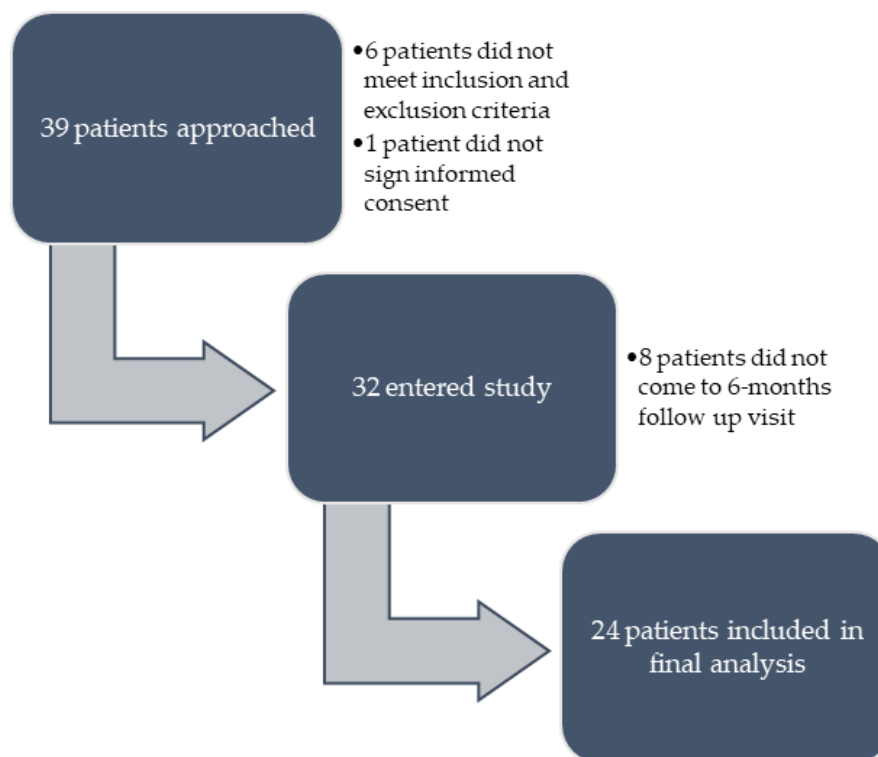 39 patients approached
•6 patients did not
meet inclusion and
exclusion criteria
•1 patient did not
sign informed
consent
32 entered study
•8 patients did not
come to 6-months
follow up visit
24 patients included in
final analysis